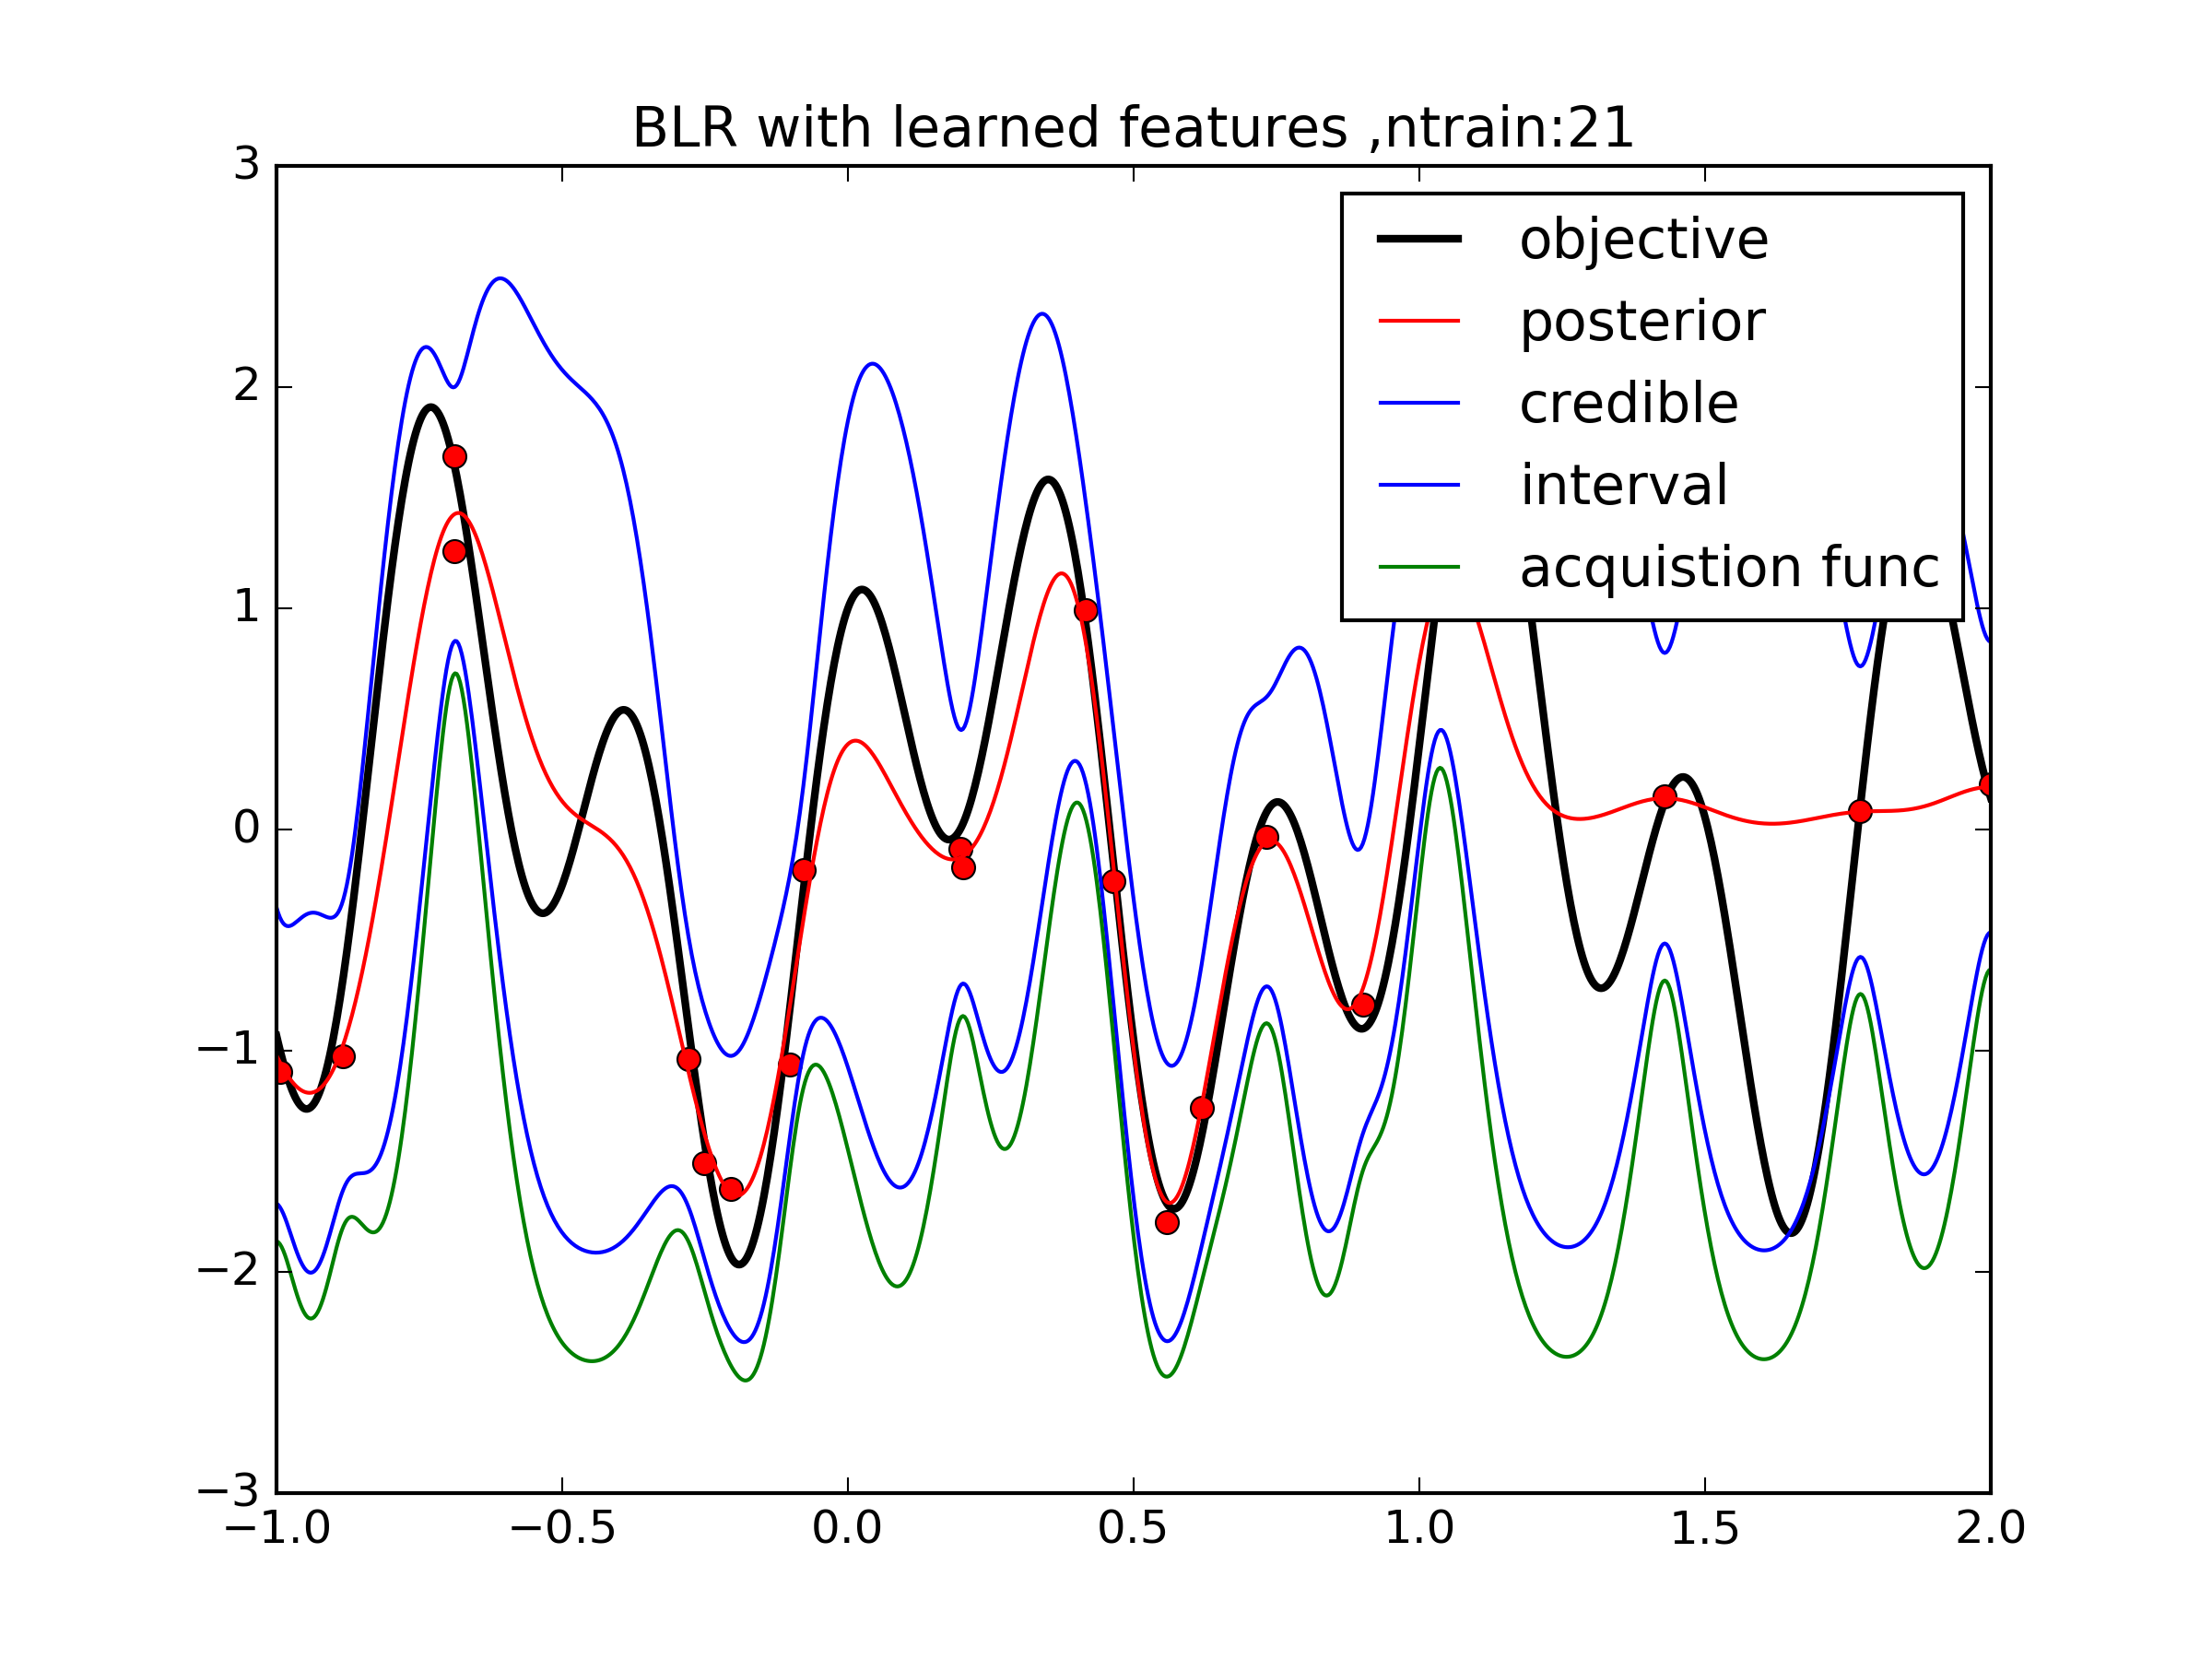 BLR with learned features ,ntrain:21
3
2
1
0
−1
−2
−3
−1.0 −0.5 0.0 0.5 1.0 1.5 2.0
objective
posterior
credible
interval
acquistion func